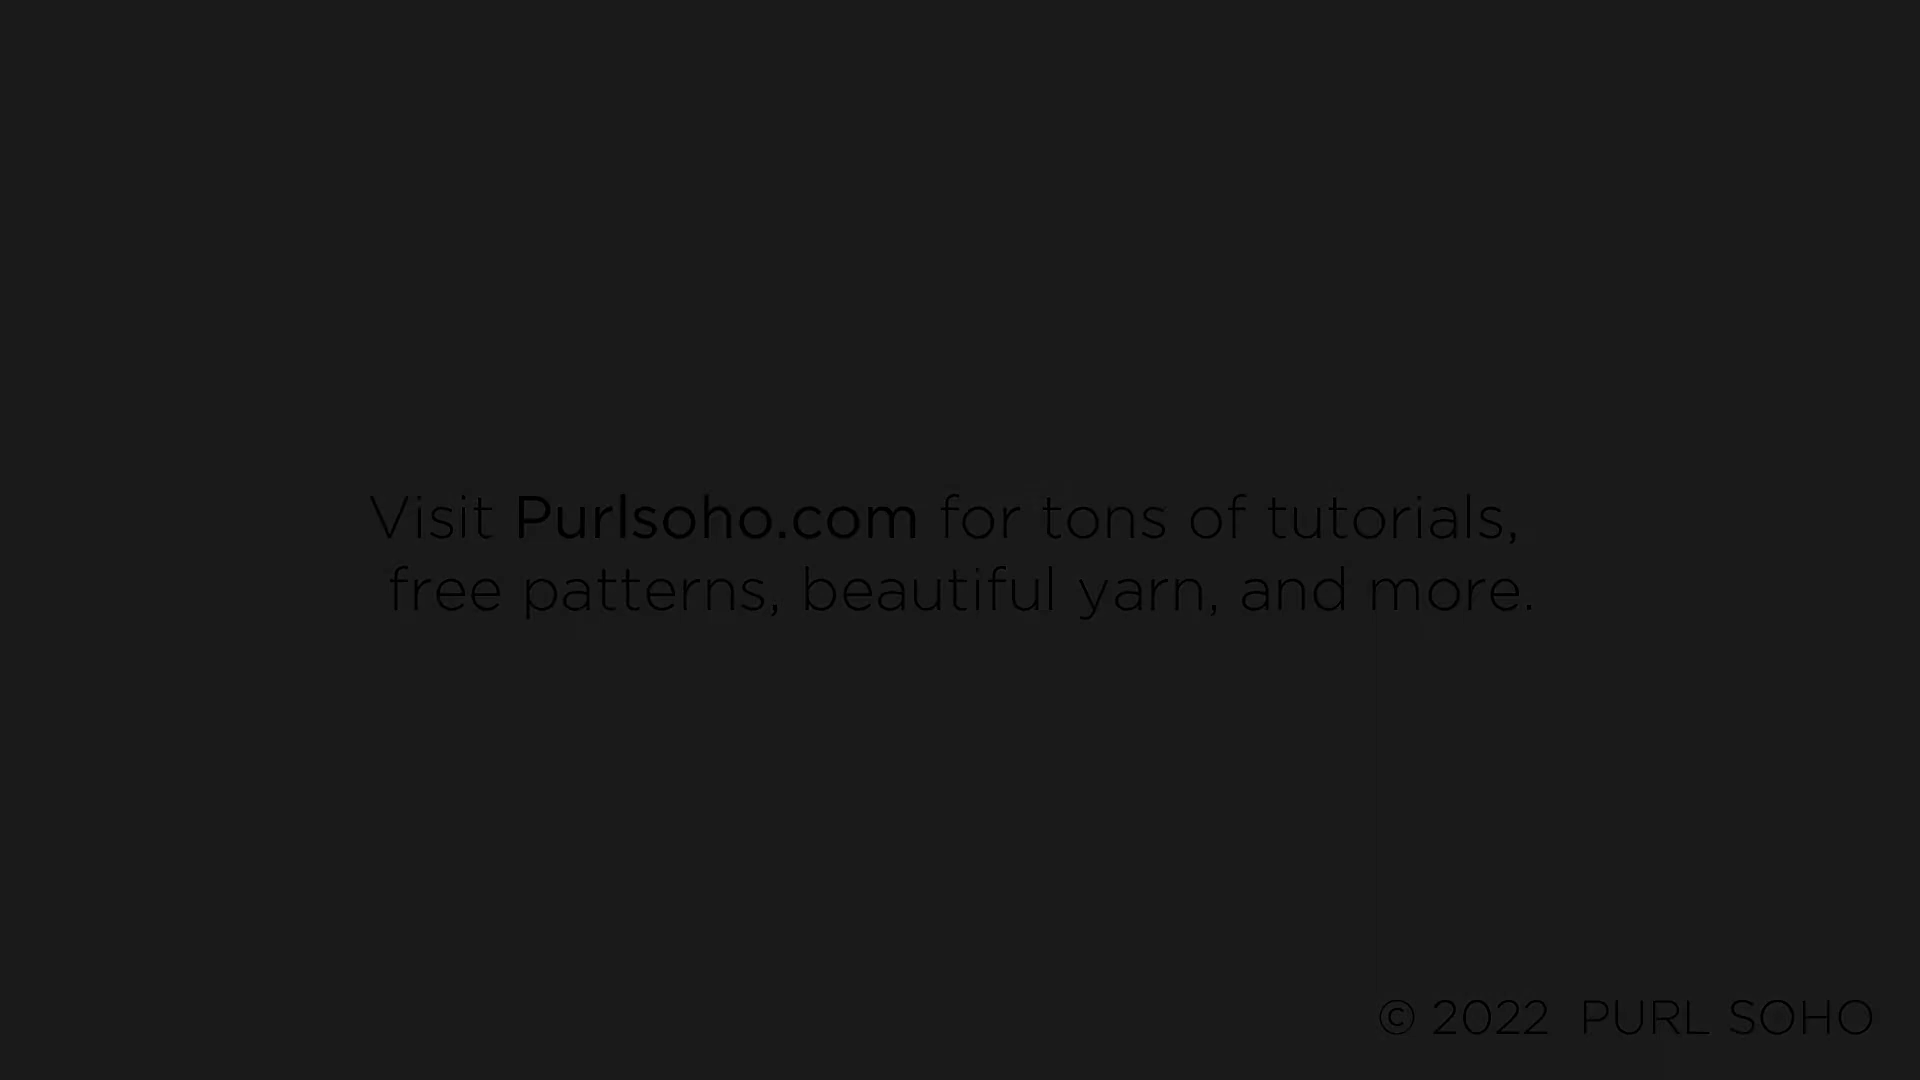 Visit Purlsoho.com for tons of tutorials,
free patterns, beautiful yarn, and more.
© 2022 PURL SOHO